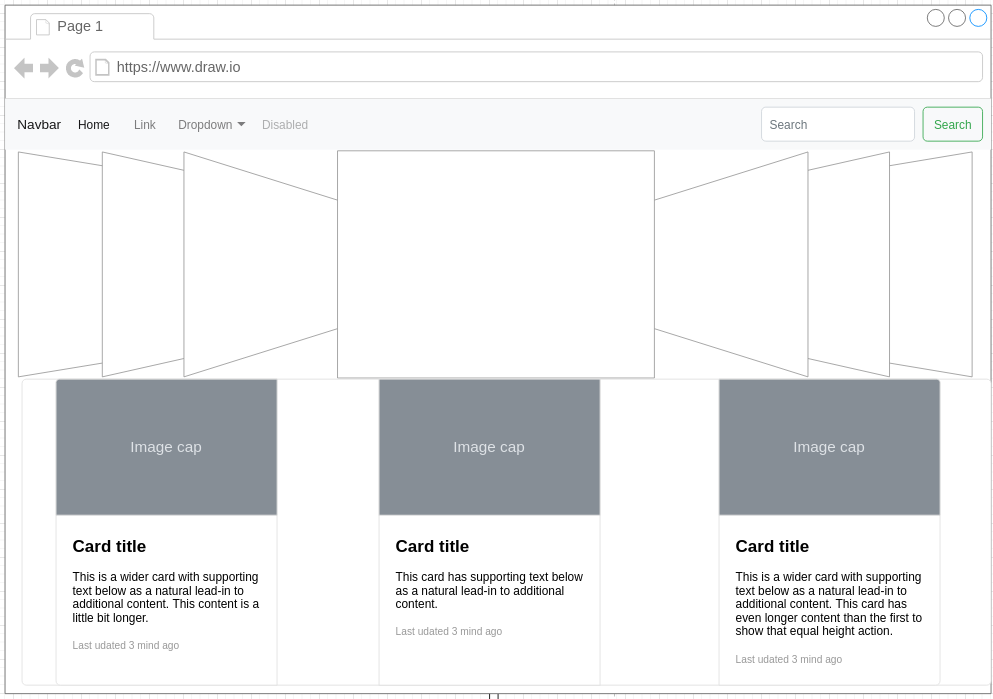 Page 1
https://www.draw.io
Navbar Home Link Dropdown Disabled Search Search
Image cap Image cap Image cap
Card title
This is a wider card with supporting
text below as a natural lead-in to
additional content. This content is a
little bit longer.
Last udated 3 mind ago
Card title
This card has supporting text below
as a natural lead-in to additional
content.
Last udated 3 mind ago
Card title
This is a wider card with supporting
text below as a natural lead-in to
additional content. This card has
even longer content than the first to
show that equal height action.
Last udated 3 mind ago